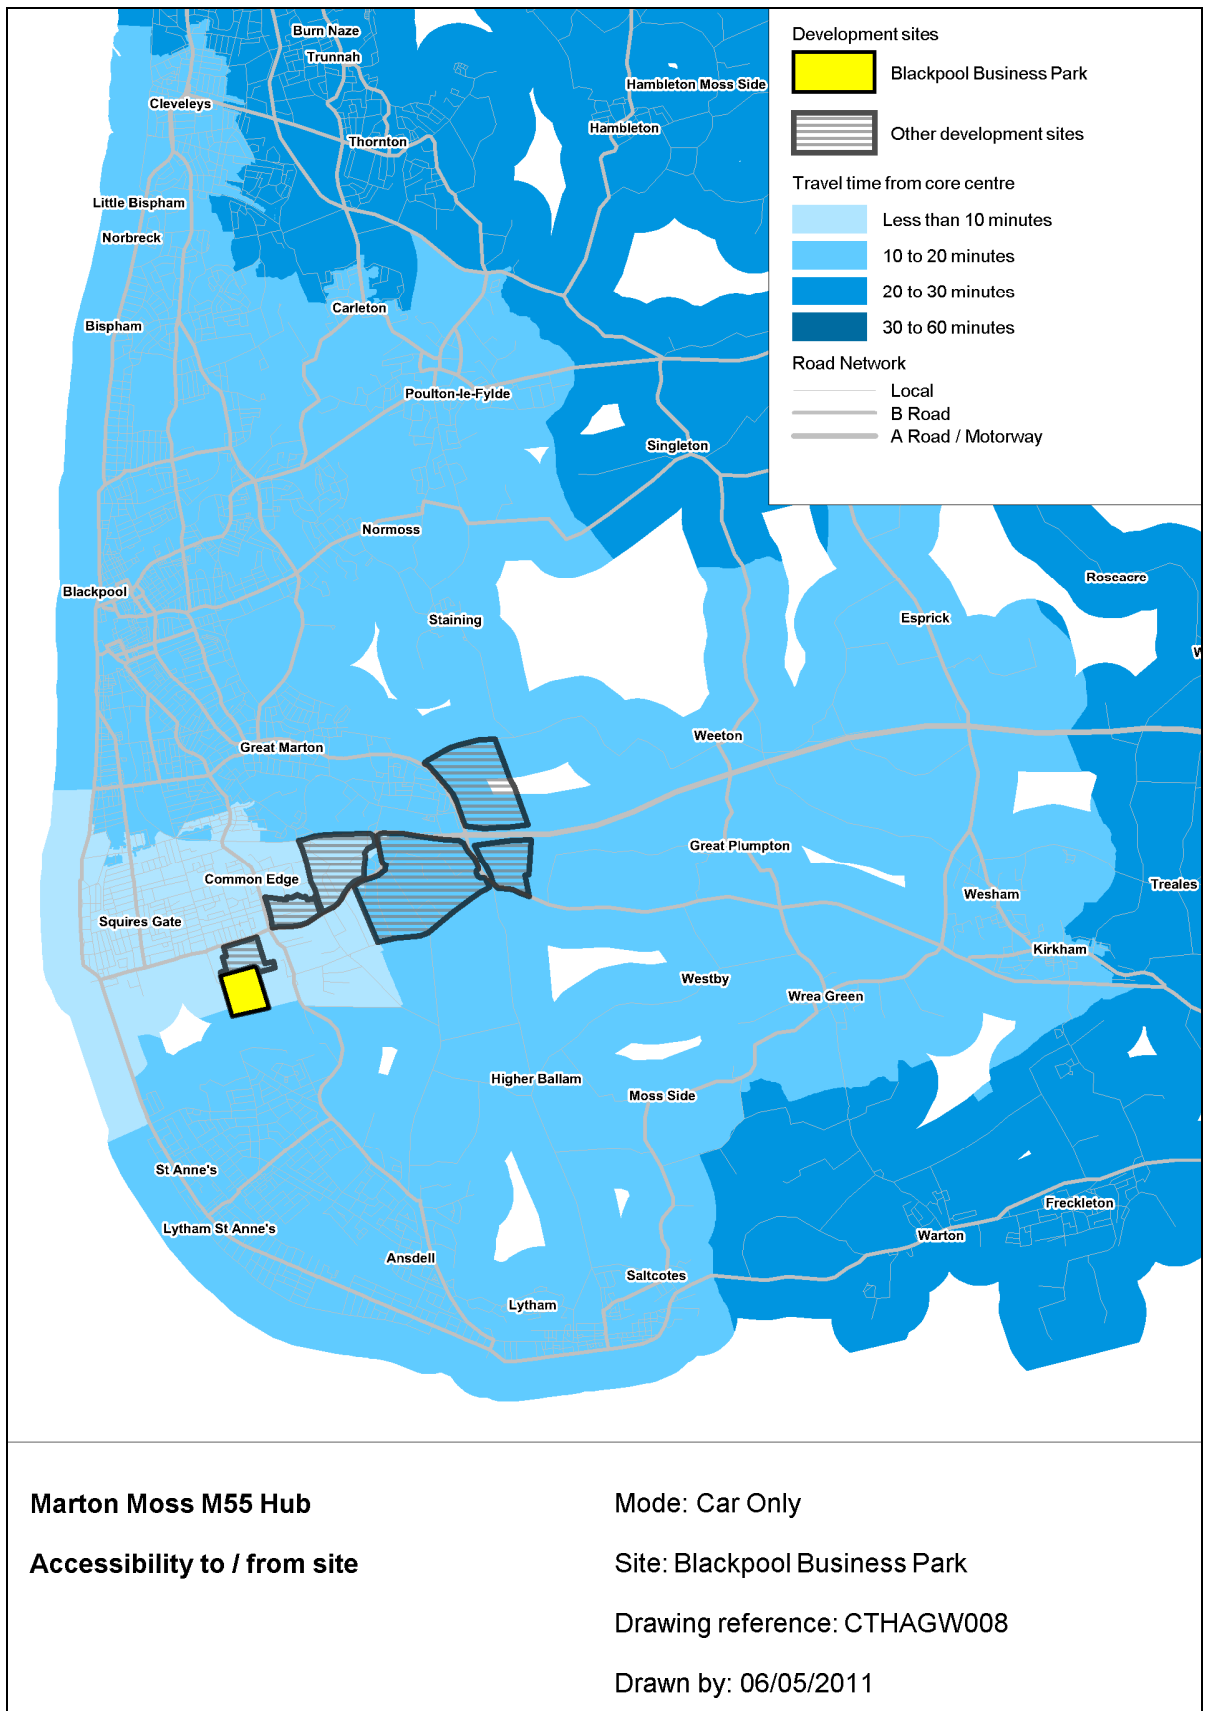 Development sites
Blackpool Business Park
Other development sites
Travel time from core centre
Less than 10 minutes
10 to 20 minutes
20 to 30 minutes
30 to 60 minutes
Road Network
Local
B Road
A Road / Motorway
Burn Naze
Trunnah
Hambleton Moss Side
Cleveleys
Hambleton
Thornton
Little Bispham
Norbreck
Carleton
Bispham
Poulton-le-Fylde
Singleton
Normoss
Roseacre
Blackpool
Staining
Esprick
W
Weeton
Great Marton
Great Plumpton
Common Edge
Treales
Wesham
Squires Gate
Kirkham
Westby
Wrea Green
Higher Ballam
Moss Side
St Anne's
Freckleton
Lytham St Anne's
Warton
Ansdell
Saltcotes
Lytham
Marton Moss M55 Hub
Accessibility to / from site
Mode: Car Only
Site: Blackpool Business Park
Drawing reference: CTHAGW008
Drawn by: 06/05/2011